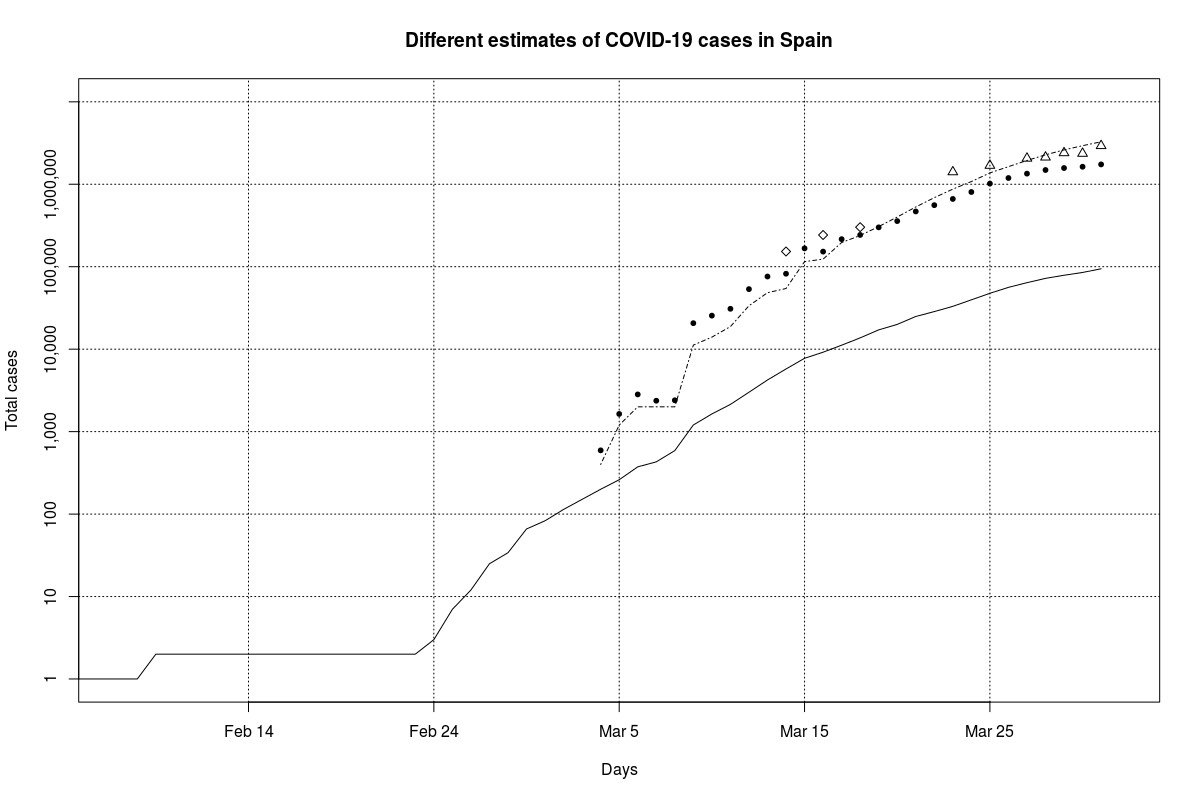 Different estimates of COVID-19 cases in Spain
Total cases
1,000,000
100,000
10,000
1,000
100
10
1
Feb 14
Feb 24
Mar 5
Mar 15
Mar 25
Days